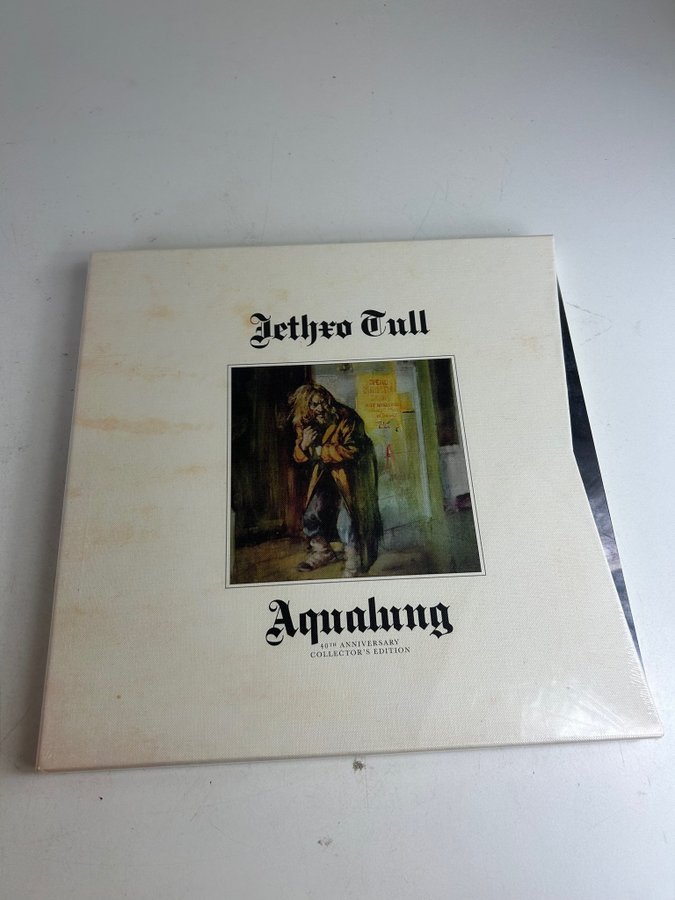 Jethro Tull
Aqualung
40TH ANNIVERSARY
COLLECTOR'S EDITION